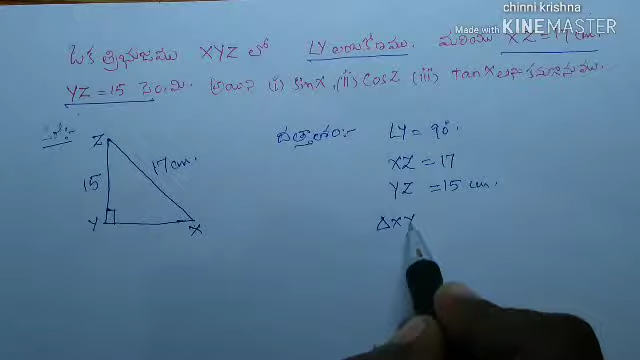 chinni krishna
Made with
KINEMASTER
ఒక త్రిభుజము XYZ లో ∠Y లంబకోణము. మరియు XZ = 17 cm.
YZ = 15 సెం.మీ. అయిన (i) sinX, (ii) cosZ (iii) tanX లను కనుగొనుము.
Z
17cm.
15
Y
X
దత్తాంశం:-
∠Y = 90°.
XZ = 17
YZ = 15 cm.
ΔXY